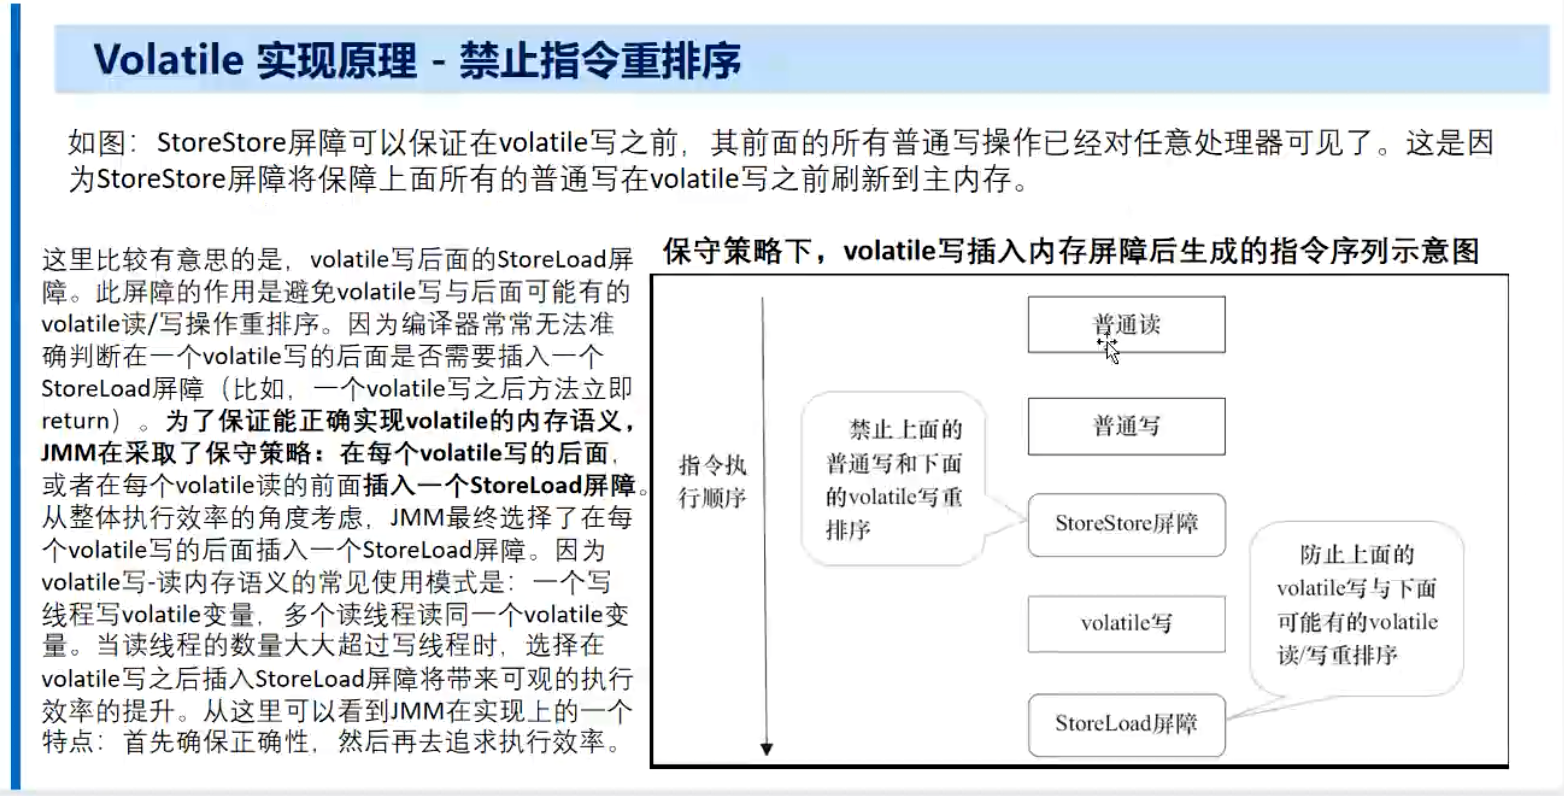 Volatile 实现原理 - 禁止指令重排序
如图：StoreStore屏障可以保证在volatile写之前，其前面的所有普通写操作已经对任意处理器可见了。这是因
为StoreStore屏障将保障上面所有的普通写在volatile写之前刷新到主内存。
这里比较有意思的是，volatile写后面的StoreLoad屏
障。此屏障的作用是避免volatile写与后面可能有的
volatile读/写操作重排序。因为编译器常常无法准
确判断在一个volatile写的后面是否需要插入一个
StoreLoad屏障（比如，一个volatile写之后方法立即
return）。为了保证能正确实现volatile的内存语义，
JMM在采取了保守策略：在每个volatile写的后面，
或者在每个volatile读的前面插入一个StoreLoad屏障。
从整体执行效率的角度考虑，JMM最终选择了在每
个volatile写的后面插入一个StoreLoad屏障。因为
volatile写-读内存语义的常见使用模式是：一个写
线程写volatile变量，多个读线程读同一个volatile变
量。当读线程的数量大大超过写线程时，选择在
volatile写之后插入StoreLoad屏障将带来可观的执行
效率的提升。从这里可以看到JMM在实现上的一个
特点：首先确保正确性，然后再去追求执行效率。
保守策略下，volatile写插入内存屏障后生成的指令序列示意图
指令执
行顺序
普通读
普通写
禁止上面的
普通写和下面
的volatile写重
排序
StoreStore屏障
volatile写
防止上面的
volatile写与下面
可能有的volatile
读/写重排序
StoreLoad屏障